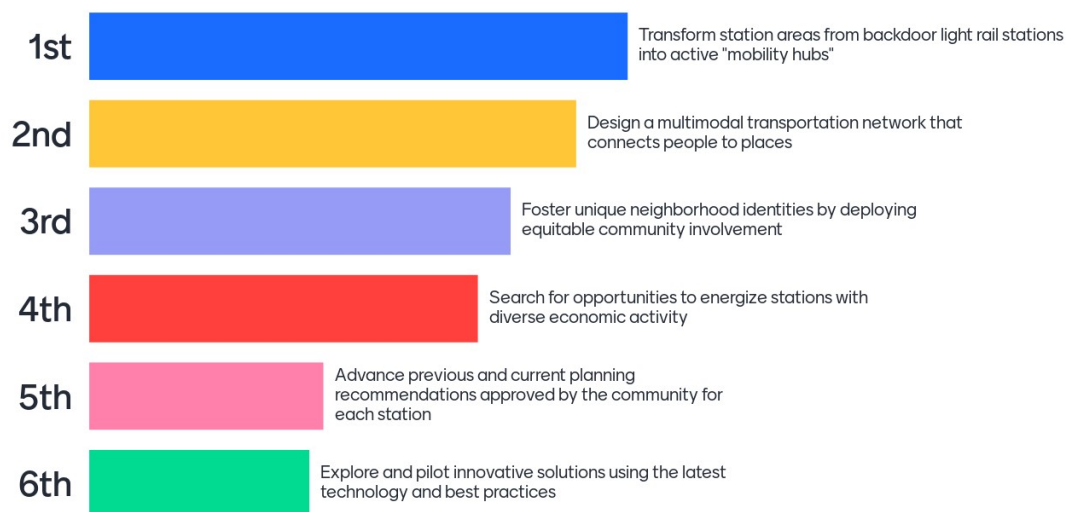 1st
Transform station areas from backdoor light rail stations
into active "mobility hubs"
2nd
Design a multimodal transportation network that
connects people to places
3rd
Foster unique neighborhood identities by deploying
equitable community involvement
4th
Search for opportunities to energize stations with
diverse economic activity
5th
Advance previous and current planning
recommendations approved by the community for
each station
6th
Explore and pilot innovative solutions using the latest
technology and best practices